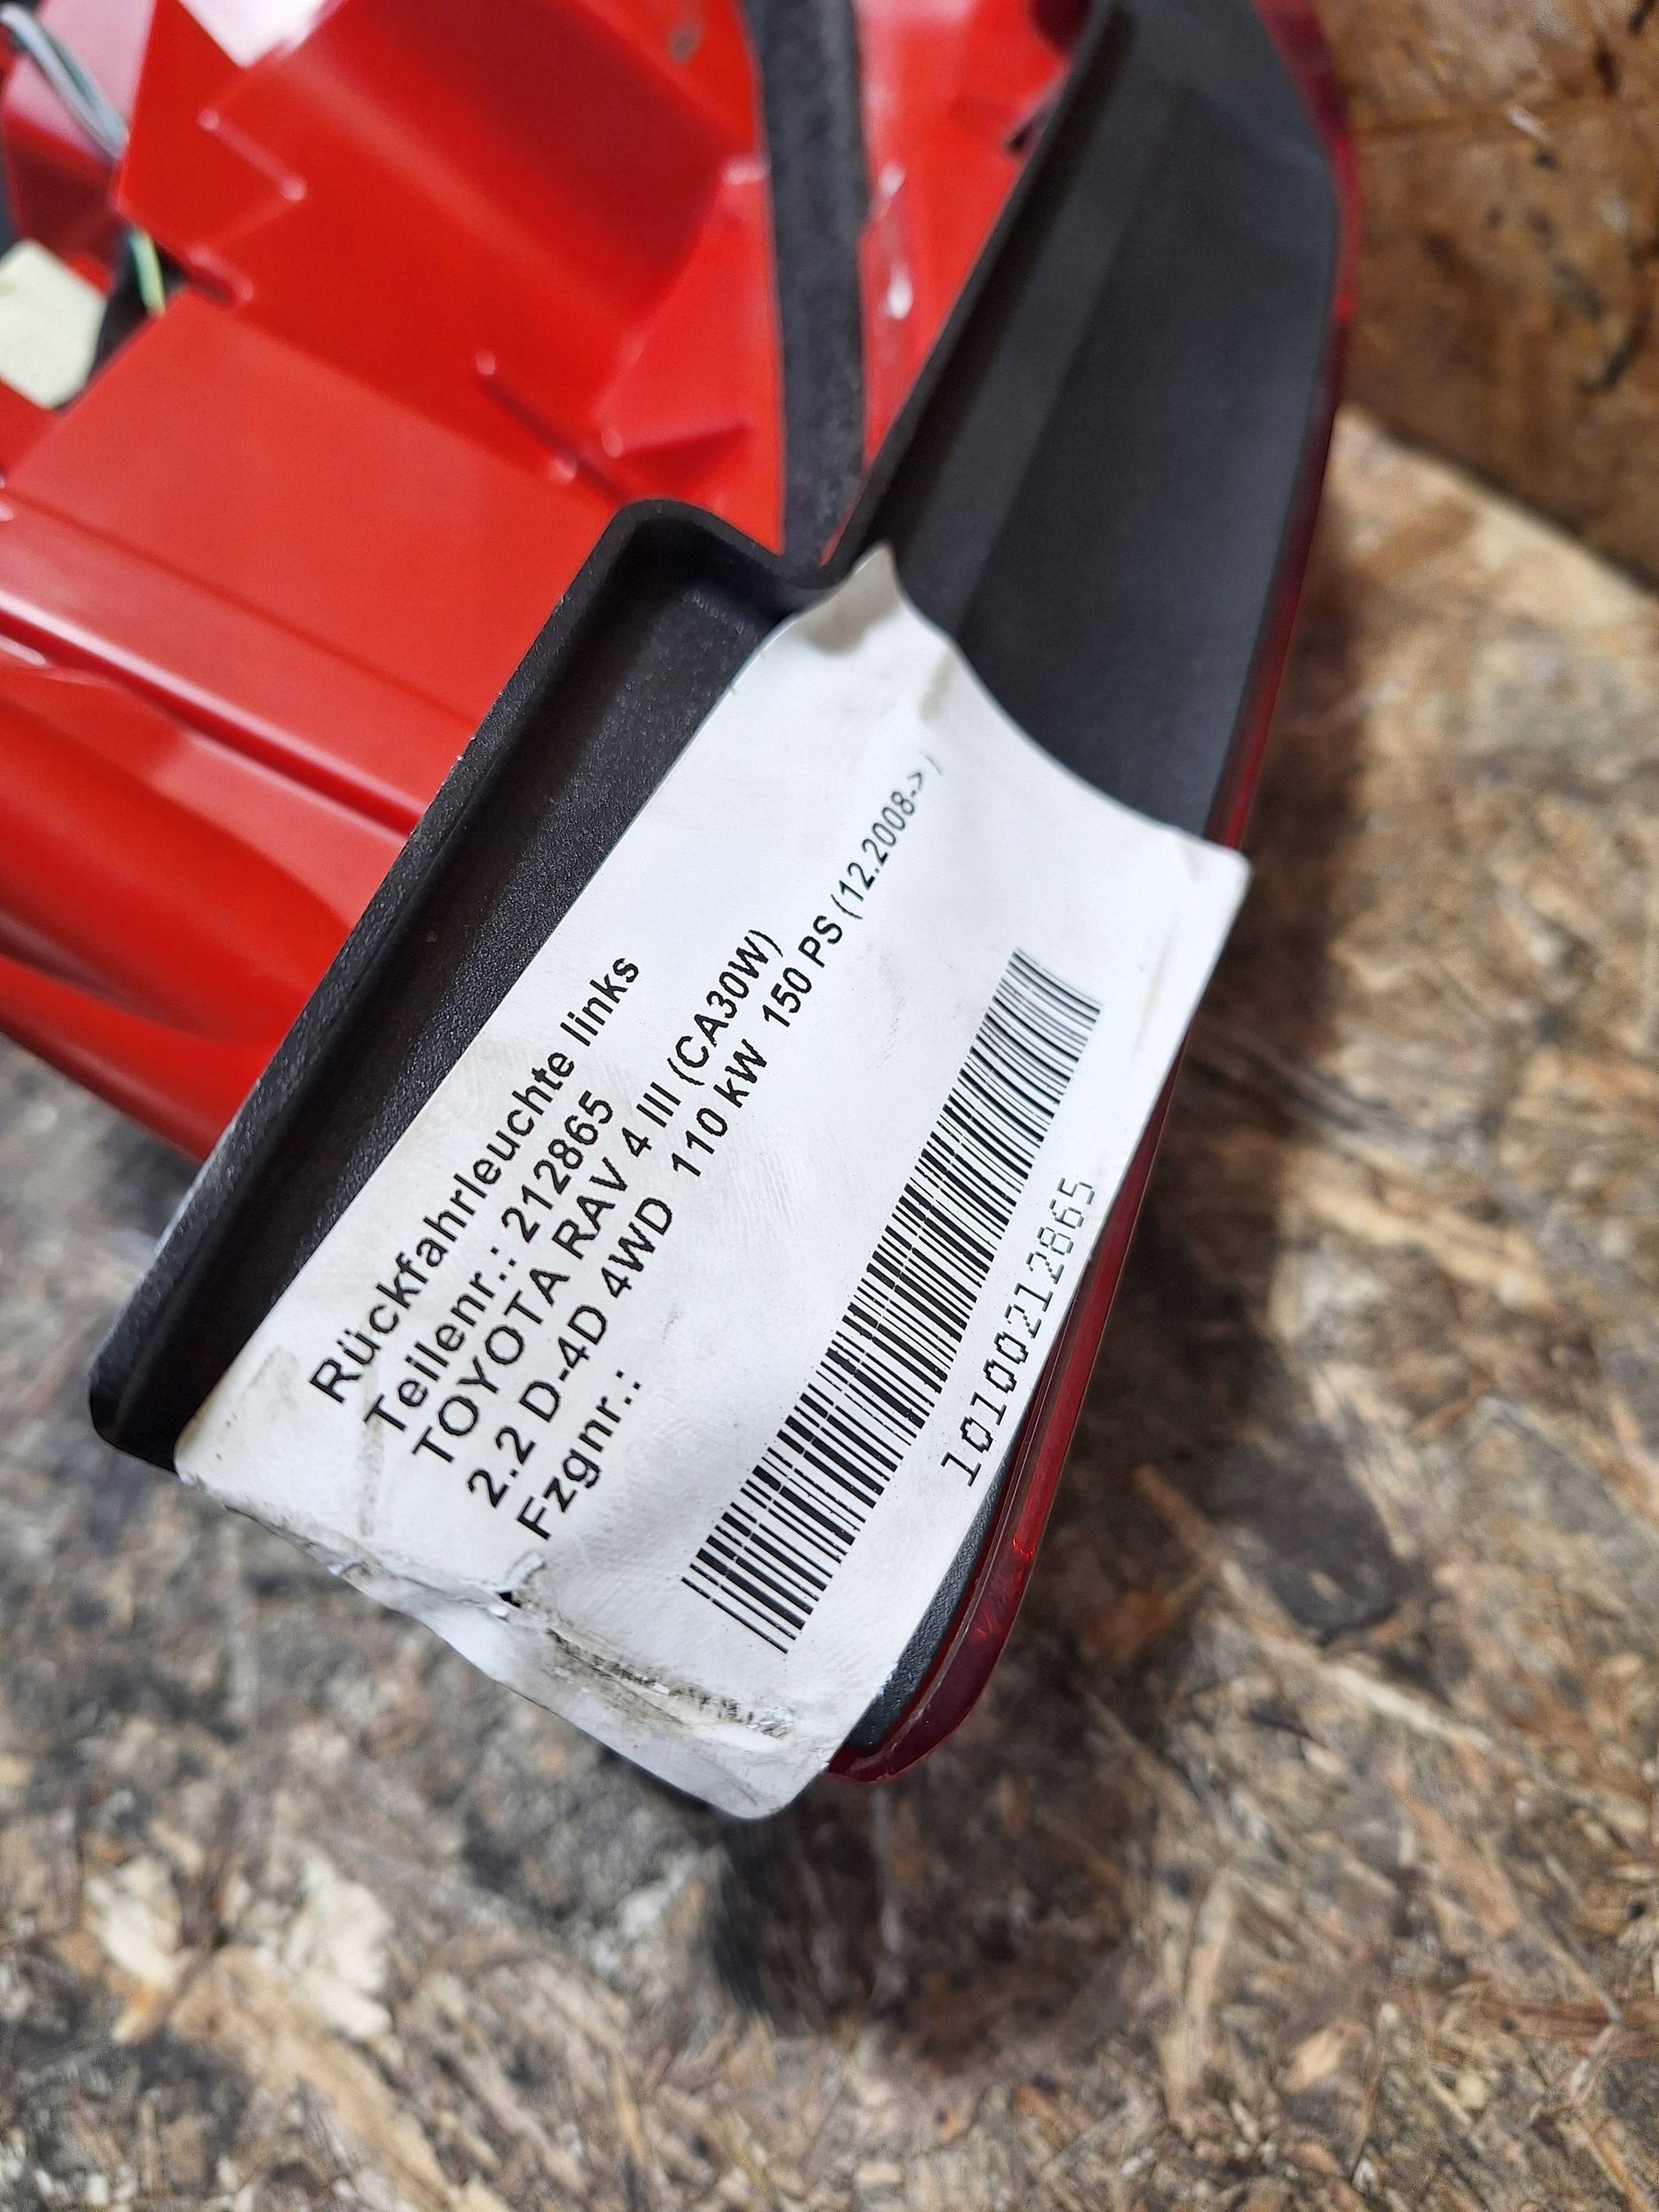 Rückfahrleuchte links
Teilenr.: 212865
TOYOTA RAV 4 III (CA30W)
2.2 D-4D 4WD 110 kW 150 PS (12.2008-> )
Fzgnr.:
101000212865